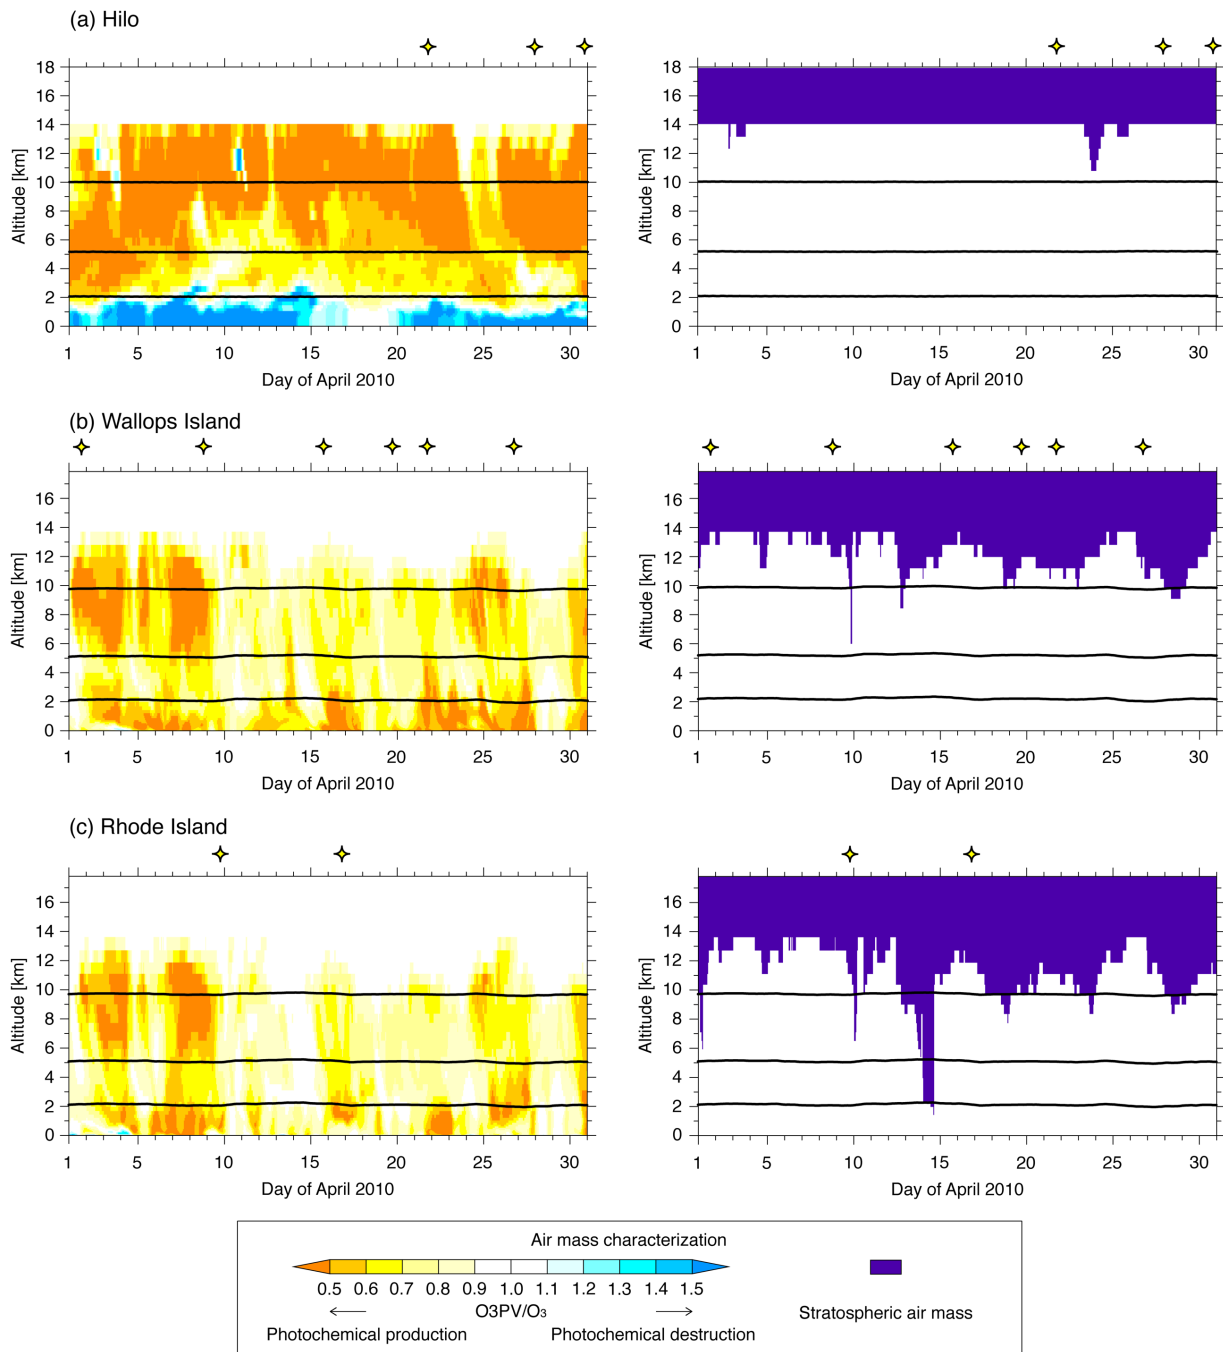 (a) Hilo
18
16
14
12
10
8
6
4
2
0
Altitude [km]
1 5 10 15 20 25 30
Day of April 2010
18
16
14
12
10
8
6
4
2
0
Altitude [km]
1 5 10 15 20 25 30
Day of April 2010
(b) Wallops Island
16
14
12
10
8
6
4
2
0
Altitude [km]
1 5 10 15 20 25 30
Day of April 2010
16
14
12
10
8
6
4
2
0
Altitude [km]
1 5 10 15 20 25 30
Day of April 2010
(c) Rhode Island
16
14
12
10
8
6
4
2
0
Altitude [km]
1 5 10 15 20 25 30
Day of April 2010
16
14
12
10
8
6
4
2
0
Altitude [km]
1 5 10 15 20 25 30
Day of April 2010
Air mass characterization
0.5 0.6 0.7 0.8 0.9 1.0 1.1 1.2 1.3 1.4 1.5
← O3PV/O₃ →
Photochemical production Photochemical destruction
Stratospheric air mass